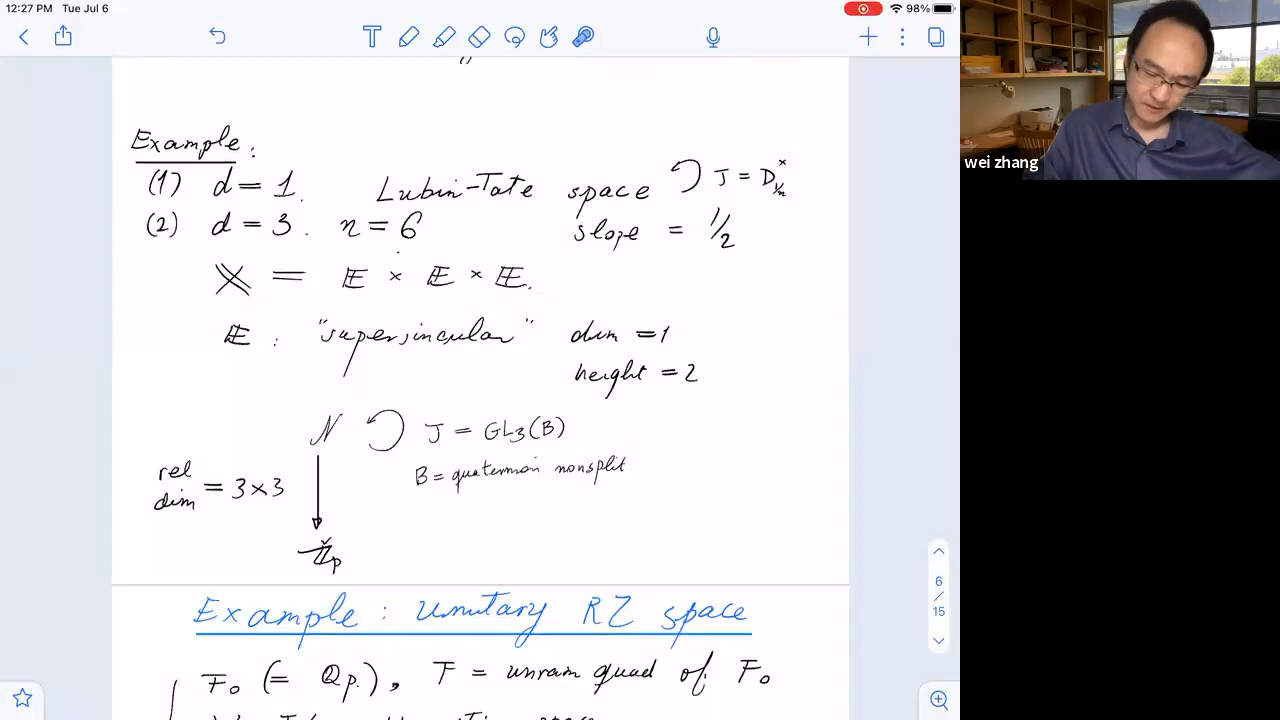 12:27 PM Tue Jul 6
98%
Example:
(1) d = 1. Lubin-Tate space J = D^×_{1/n}
(2) d = 3. n = 6 slope = 1/2
𝕏 = 𝔼 × 𝔼 × 𝔼.
𝔼 : "supersingular" dim = 1
height = 2
N J = GL3(B)
B = quaternion nonsplit
rel dim = 3×3
Z̆p
6
/
15
Example: unitary RZ space
F₀ (= Qp.), F = unram quad of F₀
wei zhang